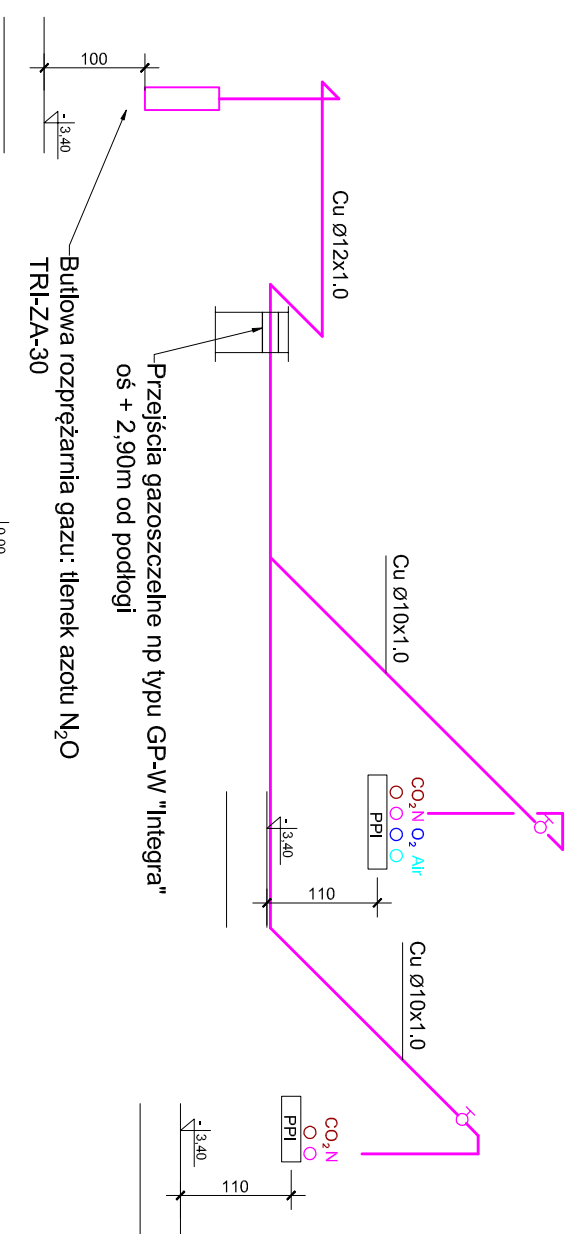 100
-3,40
Cu Ø12x1.0
Butlowa rozprężarnia gazu: tlenek azotu N₂O
TRI-ZA-30
Przejścia gazoszczelne np typu GP-W "Integra"
oś + 2,90m od podłogi
Cu Ø10x1.0
CO₂ N O₂ Air
PPI
-3,40
110
Cu Ø10x1.0
CO₂ N
PPI
-3,40
110